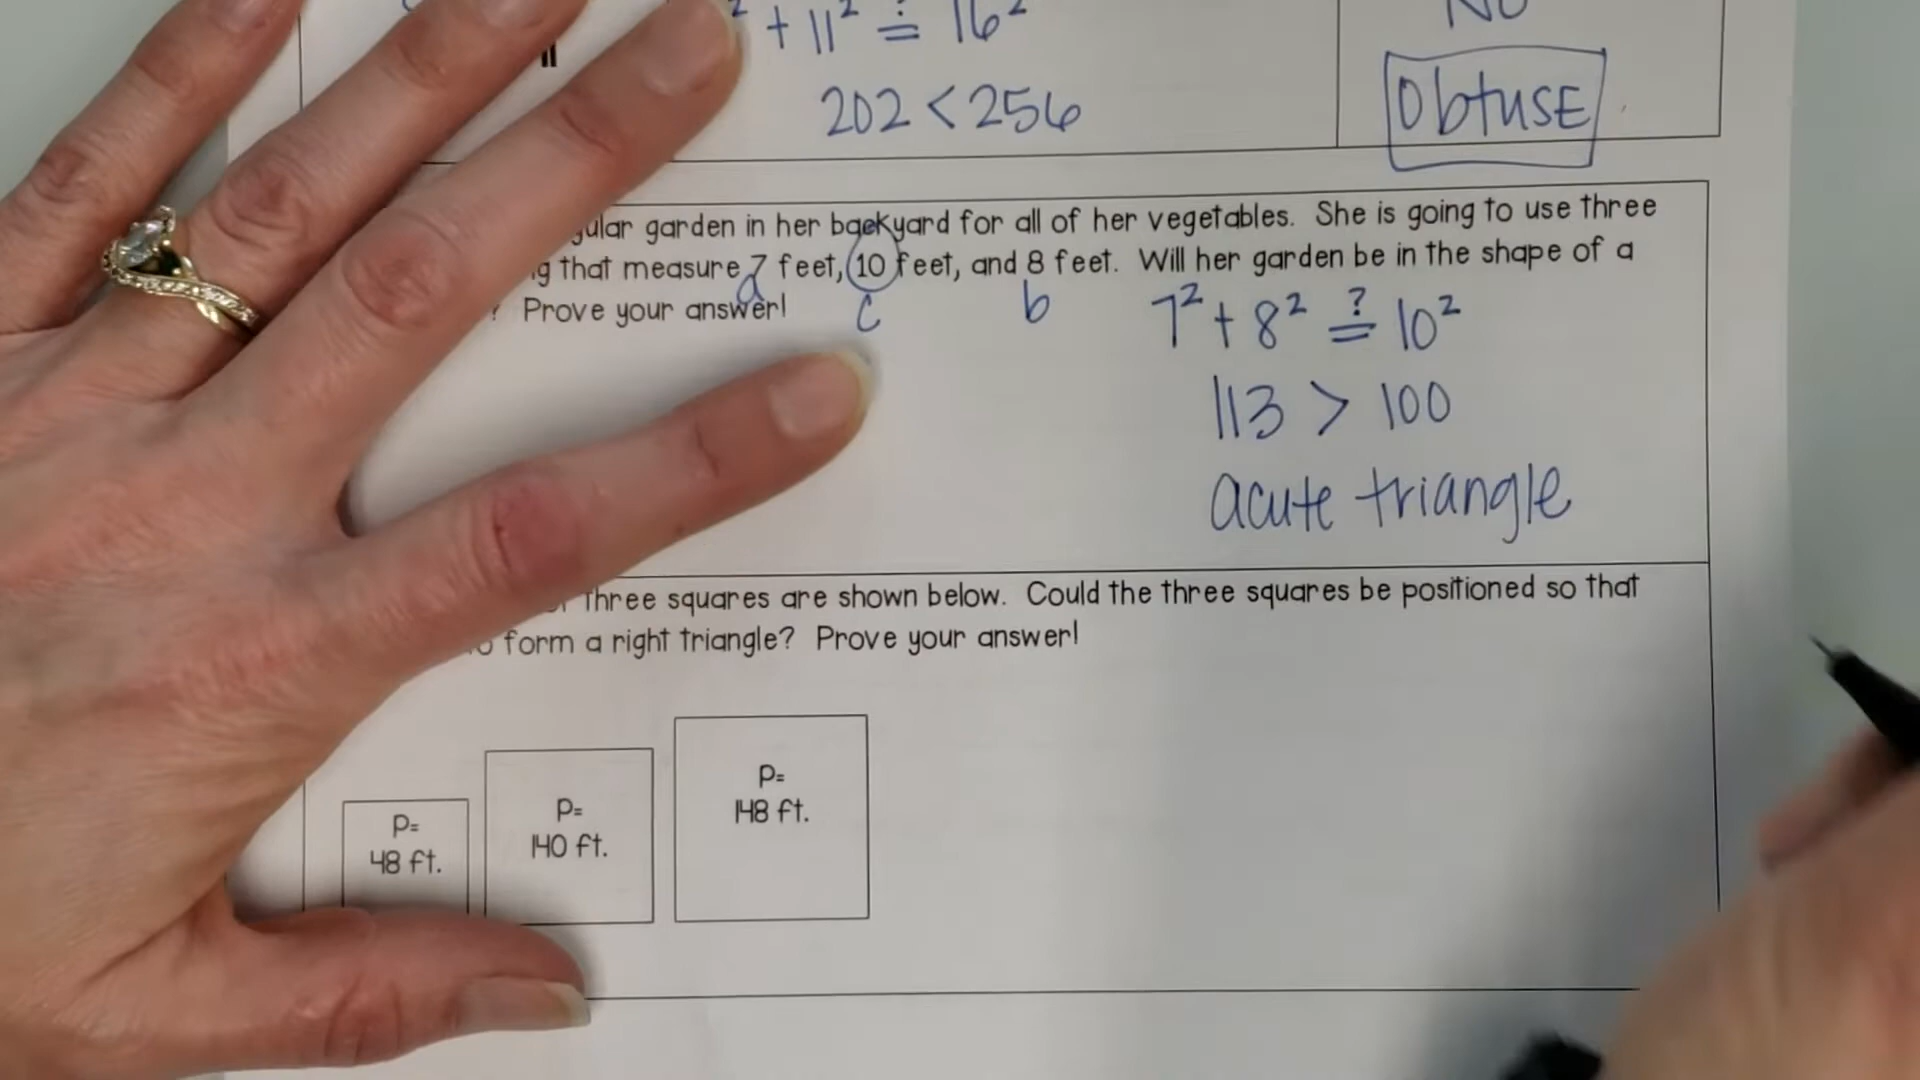 + 11² ≟ 16²
No
202 < 256
Obtuse
garden in her backyard for all of her vegetables. She is going to use three
that measure 7 feet, 10 feet, and 8 feet. Will her garden be in the shape of a
a
? Prove your answer!
c
b
7² + 8² ≟ 10²
113 > 100
acute triangle
three squares are shown below. Could the three squares be positioned so that
form a right triangle? Prove your answer!
P=
48 ft.
P=
140 ft.
P=
148 ft.